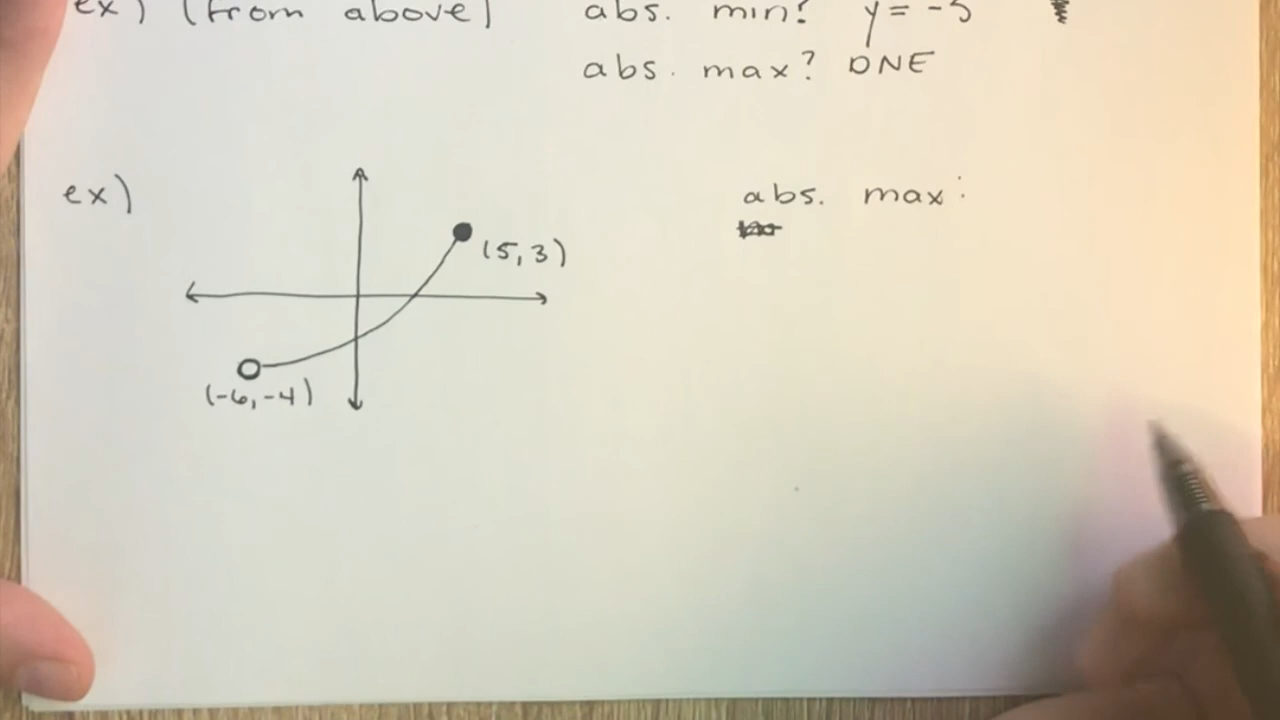 ex) (from above) abs. min? y = -5
abs. max? DNE
ex)
abs. max:
(5,3)
(-6,-4)